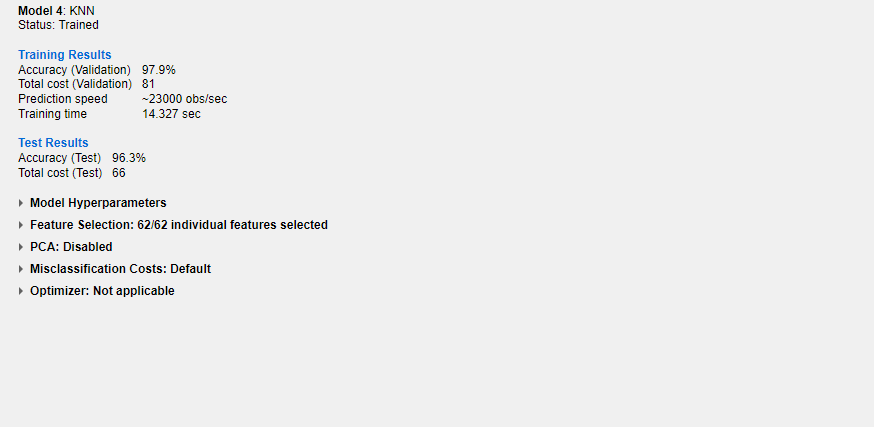 Model 4: KNN
Status: Trained
Training Results
Accuracy (Validation) 97.9%
Total cost (Validation) 81
Prediction speed ~23000 obs/sec
Training time 14.327 sec
Test Results
Accuracy (Test) 96.3%
Total cost (Test) 66
Model Hyperparameters
Feature Selection: 62/62 individual features selected
PCA: Disabled
Misclassification Costs: Default
Optimizer: Not applicable